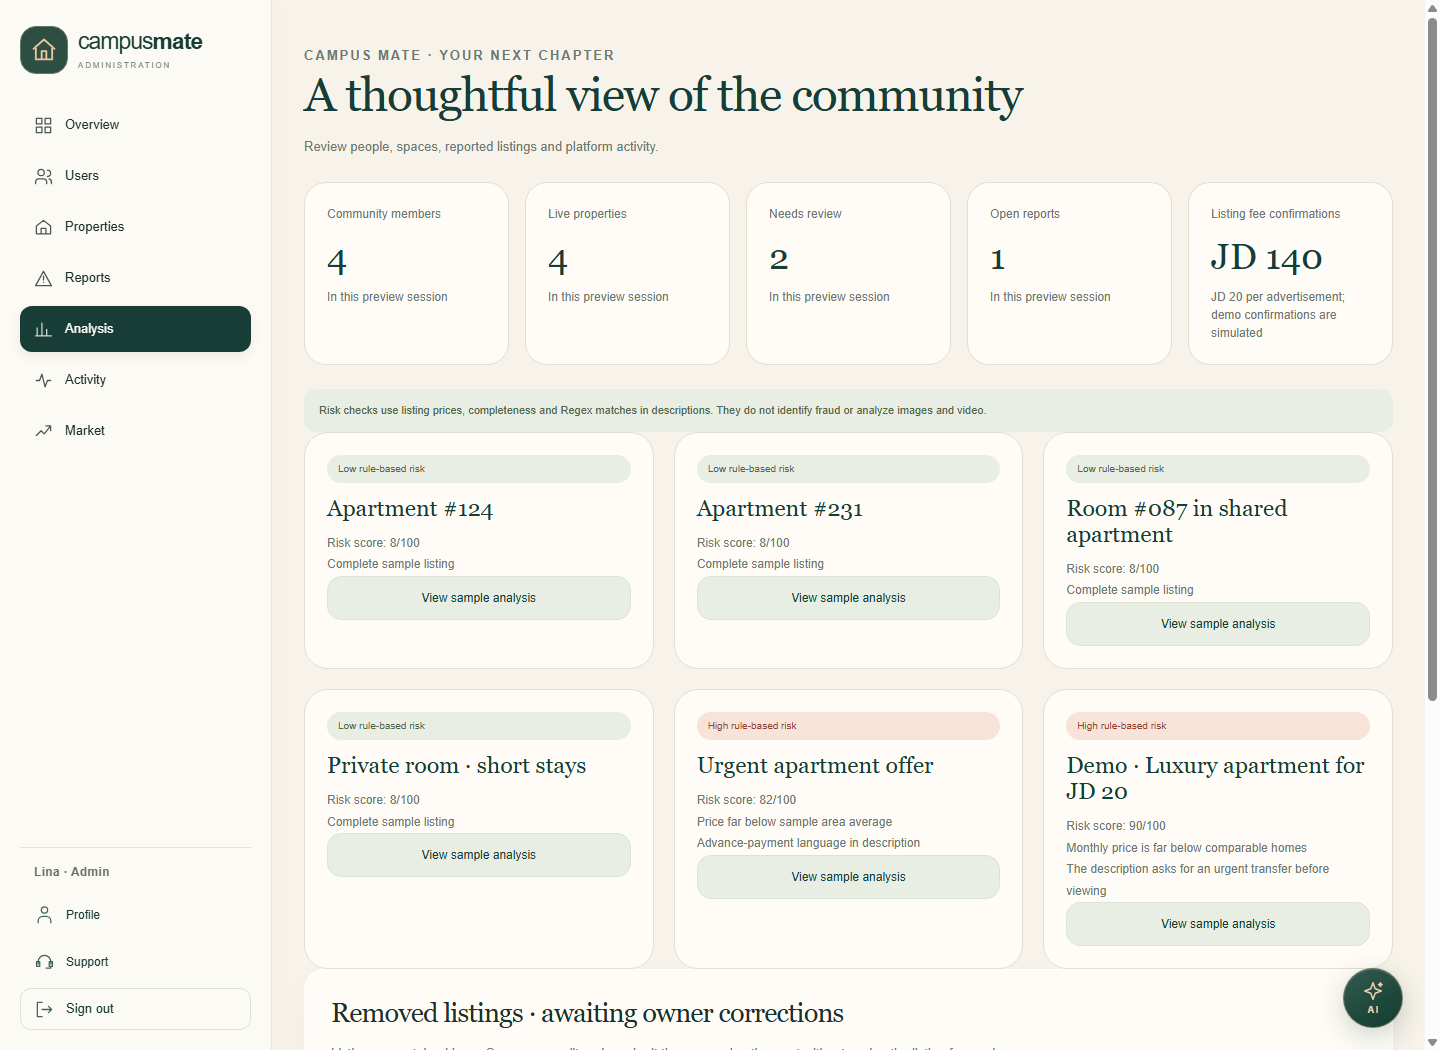 campusmate
ADMINISTRATION
Overview
Users
Properties
Reports
Analysis
Activity
Market
Lina · Admin
Profile
Support
Sign out
CAMPUS MATE · YOUR NEXT CHAPTER
A thoughtful view of the community
Review people, spaces, reported listings and platform activity.
Community members
4
In this preview session
Live properties
4
In this preview session
Needs review
2
In this preview session
Open reports
1
In this preview session
Listing fee confirmations
JD 140
JD 20 per advertisement;
demo confirmations are
simulated
Risk checks use listing prices, completeness and Regex matches in descriptions. They do not identify fraud or analyze images and video.
Low rule-based risk
Apartment #124
Risk score: 8/100
Complete sample listing
View sample analysis
Low rule-based risk
Apartment #231
Risk score: 8/100
Complete sample listing
View sample analysis
Low rule-based risk
Room #087 in shared
apartment
Risk score: 8/100
Complete sample listing
View sample analysis
Low rule-based risk
Private room · short stays
Risk score: 8/100
Complete sample listing
View sample analysis
High rule-based risk
Urgent apartment offer
Risk score: 82/100
Price far below sample area average
Advance-payment language in description
View sample analysis
High rule-based risk
Demo · Luxury apartment for
JD 20
Risk score: 90/100
Monthly price is far below comparable homes
The description asks for an urgent transfer before
viewing
View sample analysis
Removed listings · awaiting owner corrections
AI